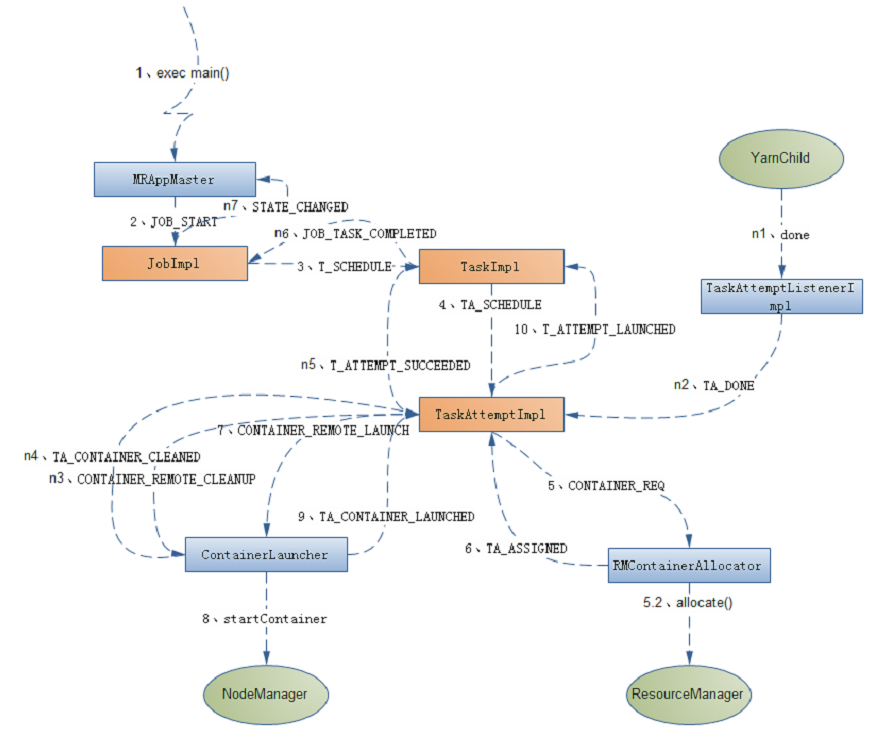 1、exec main()
YarnChild
MRAppMaster
n7、STATE_CHANGED
2、JOB_START
n6、JOB_TASK_COMPLETED
n1、done
JobImpl
3、T_SCHEDULE
TaskImpl
TaskAttemptListenerI
mpl
4、TA_SCHEDULE
10、T_ATTEMPT_LAUNCHED
n5、T_ATTEMPT_SUCCEEDED
n2、TA_DONE
TaskAttemptImpl
7、CONTAINER_REMOTE_LAUNCH
n4、TA_CONTAINER_CLEANED
n3、CONTAINER_REMOTE_CLEANUP
5、CONTAINER_REQ
9、TA_CONTAINER_LAUNCHED
6、TA_ASSIGNED
ContainerLauncher
RMContainerAllocator
5.2、allocate()
8、startContainer
NodeManager
ResourceManager